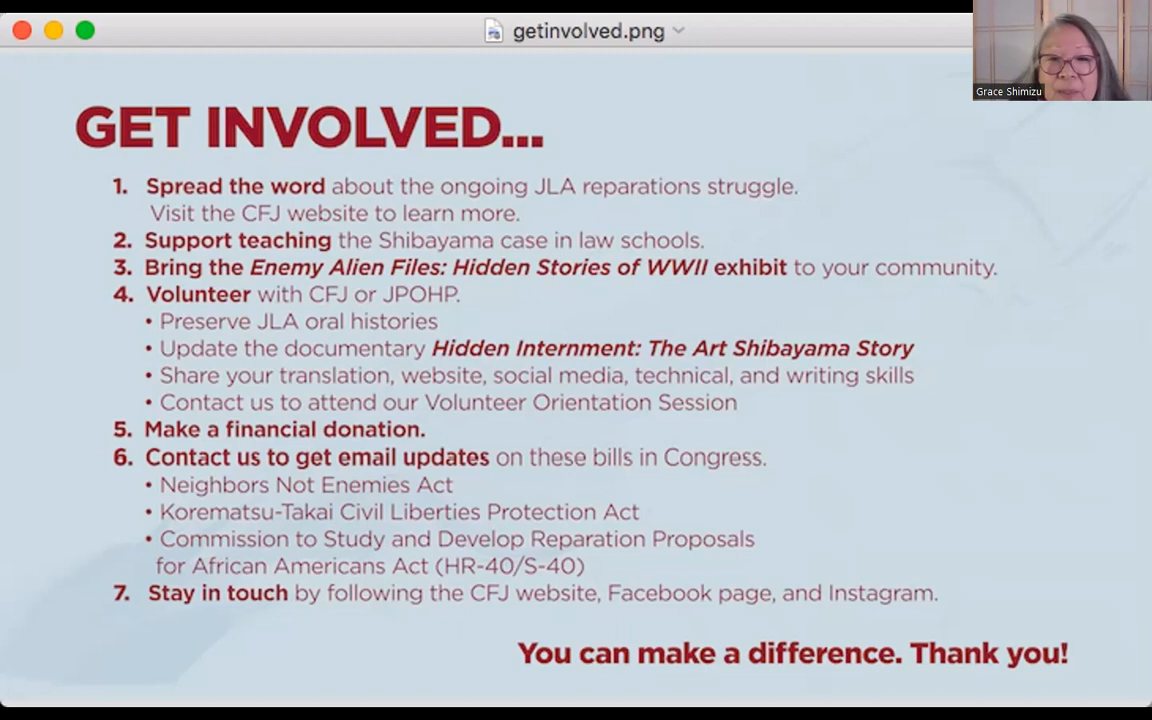 getinvolved.png
Grace Shimizu
GET INVOLVED...
1. Spread the word about the ongoing JLA reparations struggle.
Visit the CFJ website to learn more.
2. Support teaching the Shibayama case in law schools.
3. Bring the Enemy Alien Files: Hidden Stories of WWII exhibit to your community.
4. Volunteer with CFJ or JPOHP.
• Preserve JLA oral histories
• Update the documentary Hidden Internment: The Art Shibayama Story
• Share your translation, website, social media, technical, and writing skills
• Contact us to attend our Volunteer Orientation Session
5. Make a financial donation.
6. Contact us to get email updates on these bills in Congress.
• Neighbors Not Enemies Act
• Korematsu-Takai Civil Liberties Protection Act
• Commission to Study and Develop Reparation Proposals
for African Americans Act (HR-40/S-40)
7. Stay in touch by following the CFJ website, Facebook page, and Instagram.
You can make a difference. Thank you!